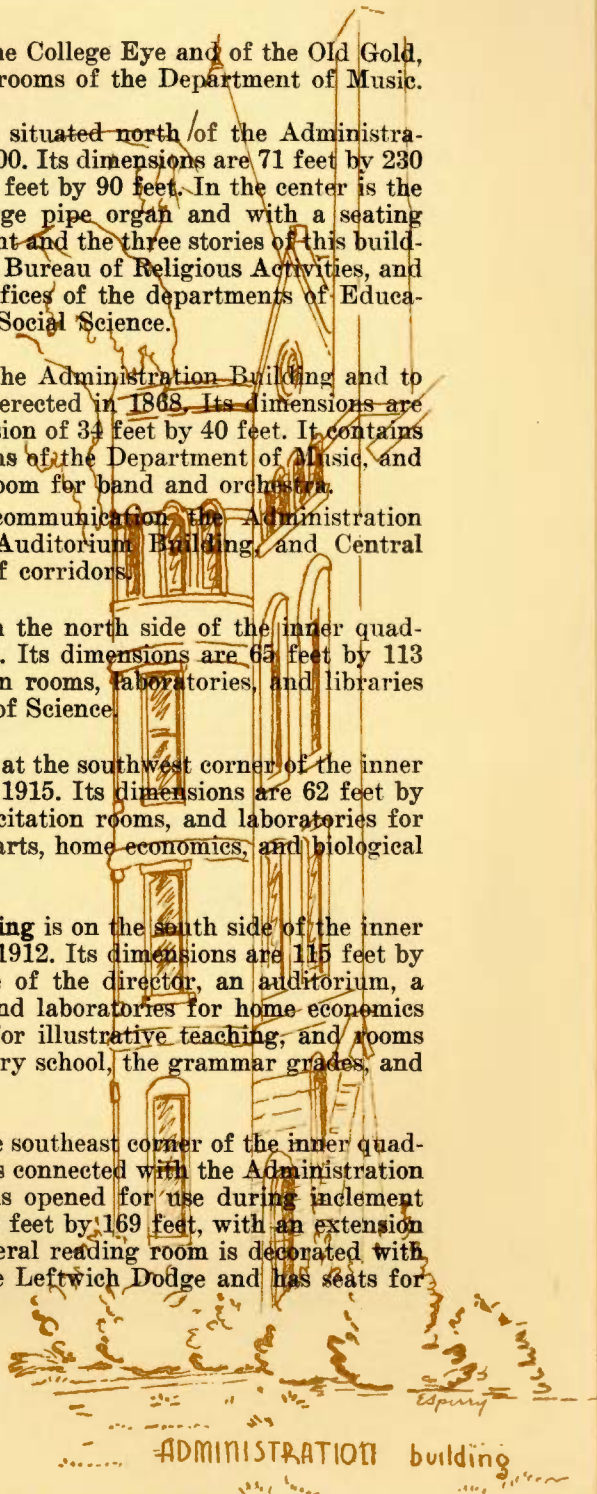 ne College Eye and of the Old Gold,
rooms of the Department of Music.
situated north of the Administra-
00. Its dimensions are 71 feet by 230
feet by 90 feet. In the center is the
ge pipe organ and with a seating
nt and the three stories of this build-
Bureau of Religious Activities, and
fices of the departments of Educa-
Social Science.
he Administration Building and to
erected in 1868. Its dimensions are
sion of 34 feet by 40 feet. It contains
ns of the Department of Music, and
oom for band and orchestra.
communication the Administration
Auditorium Building, and Central
f corridors.
n the north side of the inner quad-
. Its dimensions are 65 feet by 113
n rooms, laboratories, and libraries
of Science.
at the southwest corner of the inner
1915. Its dimensions are 62 feet by
citation rooms, and laboratories for
arts, home economics, and biological
ing is on the south side of the inner
1912. Its dimensions are 115 feet by
e of the director, an auditorium, a
nd laboratories for home economics
or illustrative teaching, and rooms
ry school, the grammar grades, and
e southeast corner of the inner quad-
s connected with the Administration
as opened for use during inclement
feet by 169 feet, with an extension
eral reading room is decorated with
e Leftwich Dodge and has seats for
ESpurry
ADMINISTRATION building